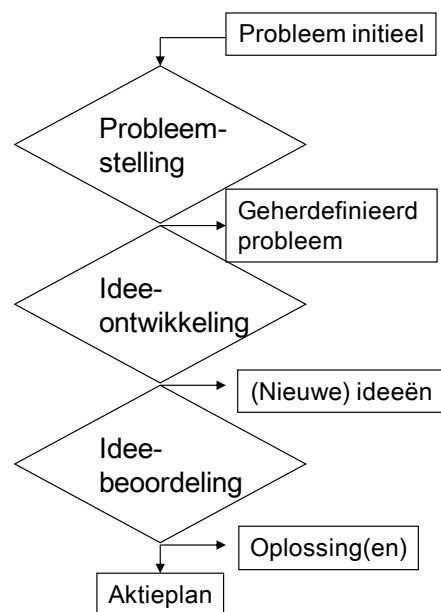 Probleem initieel
Probleem-
stelling
Geherdefinieerd
probleem
Idee-
ontwikkeling
(Nieuwe) ideeën
Idee-
beoordeling
Oplossing(en)
Aktieplan